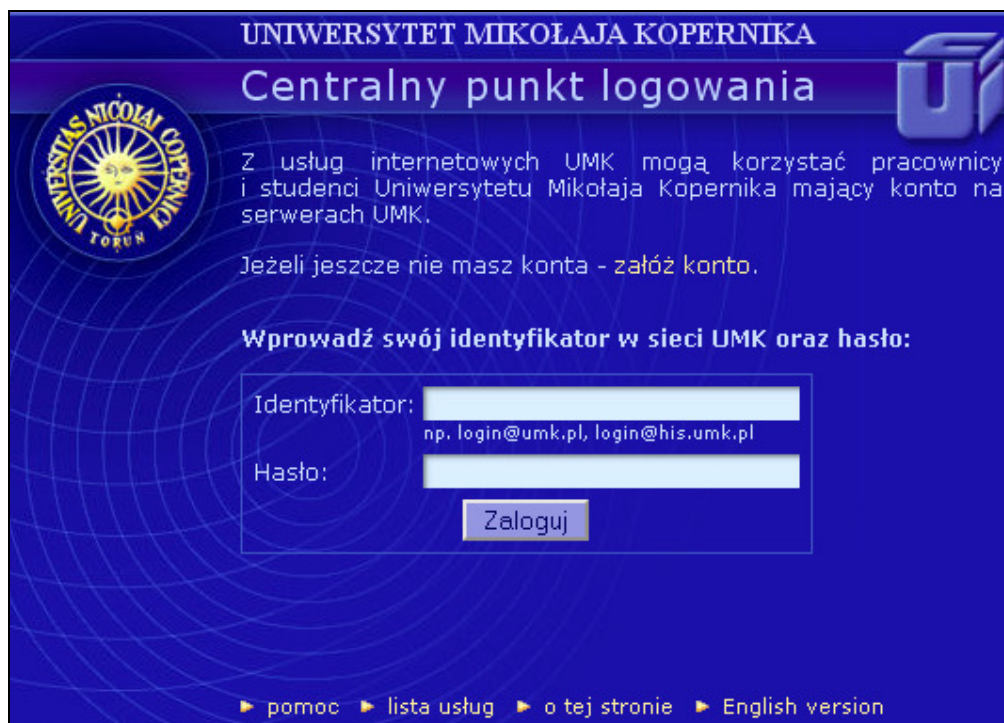 UNIWERSYTET MIKOŁAJA KOPERNIKA
Centralny punkt logowania
UNIVERSITAS NICOLAI COPERNICI
TORUŃ
Z usług internetowych UMK mogą korzystać pracownicy
i studenci Uniwersytetu Mikołaja Kopernika mający konto na
serwerach UMK.
Jeżeli jeszcze nie masz konta - załóż konto.
Wprowadź swój identyfikator w sieci UMK oraz hasło:
Identyfikator:
np. login@umk.pl, login@his.umk.pl
Hasło:
Zaloguj
pomoc lista usług o tej stronie English version